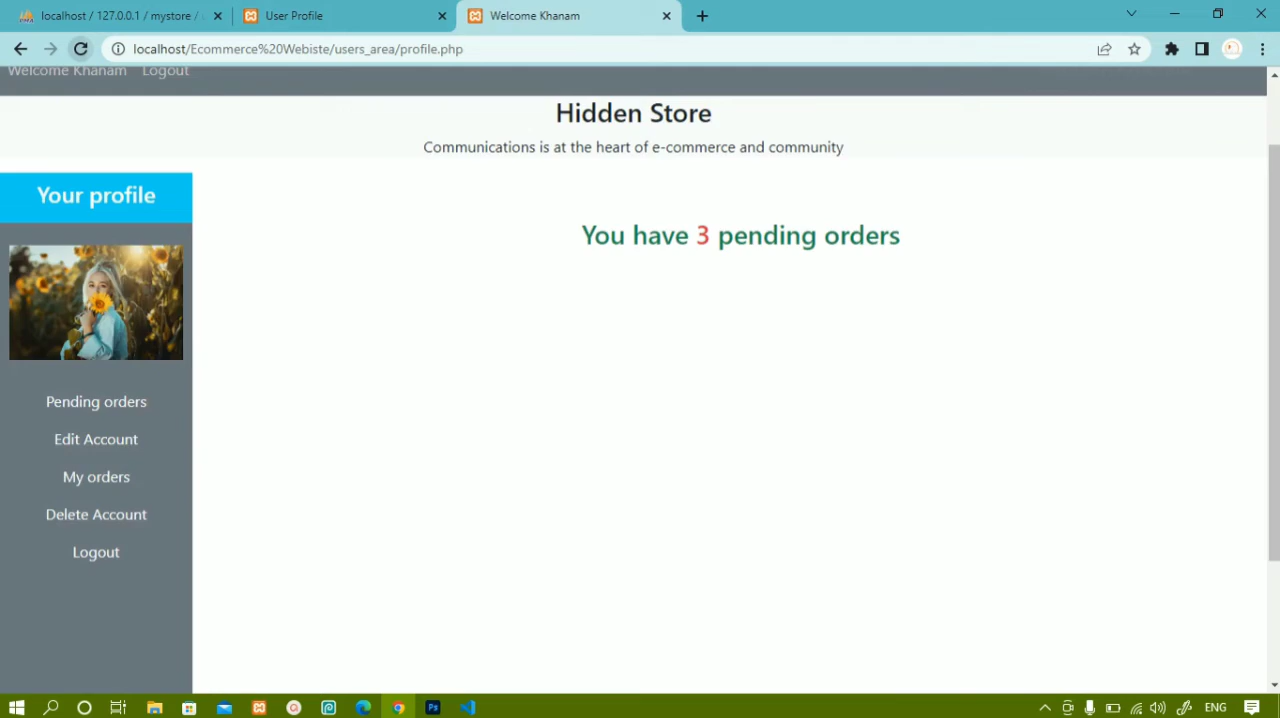 localhost / 127.0.0.1 / mystore /
User Profile
Welcome Khanam
localhost/Ecommerce%20Webiste/users_area/profile.php
Welcome Khanam Logout
Hidden Store
Communications is at the heart of e-commerce and community
Your profile
You have 3 pending orders
Pending orders
Edit Account
My orders
Delete Account
Logout
Ps
ENG